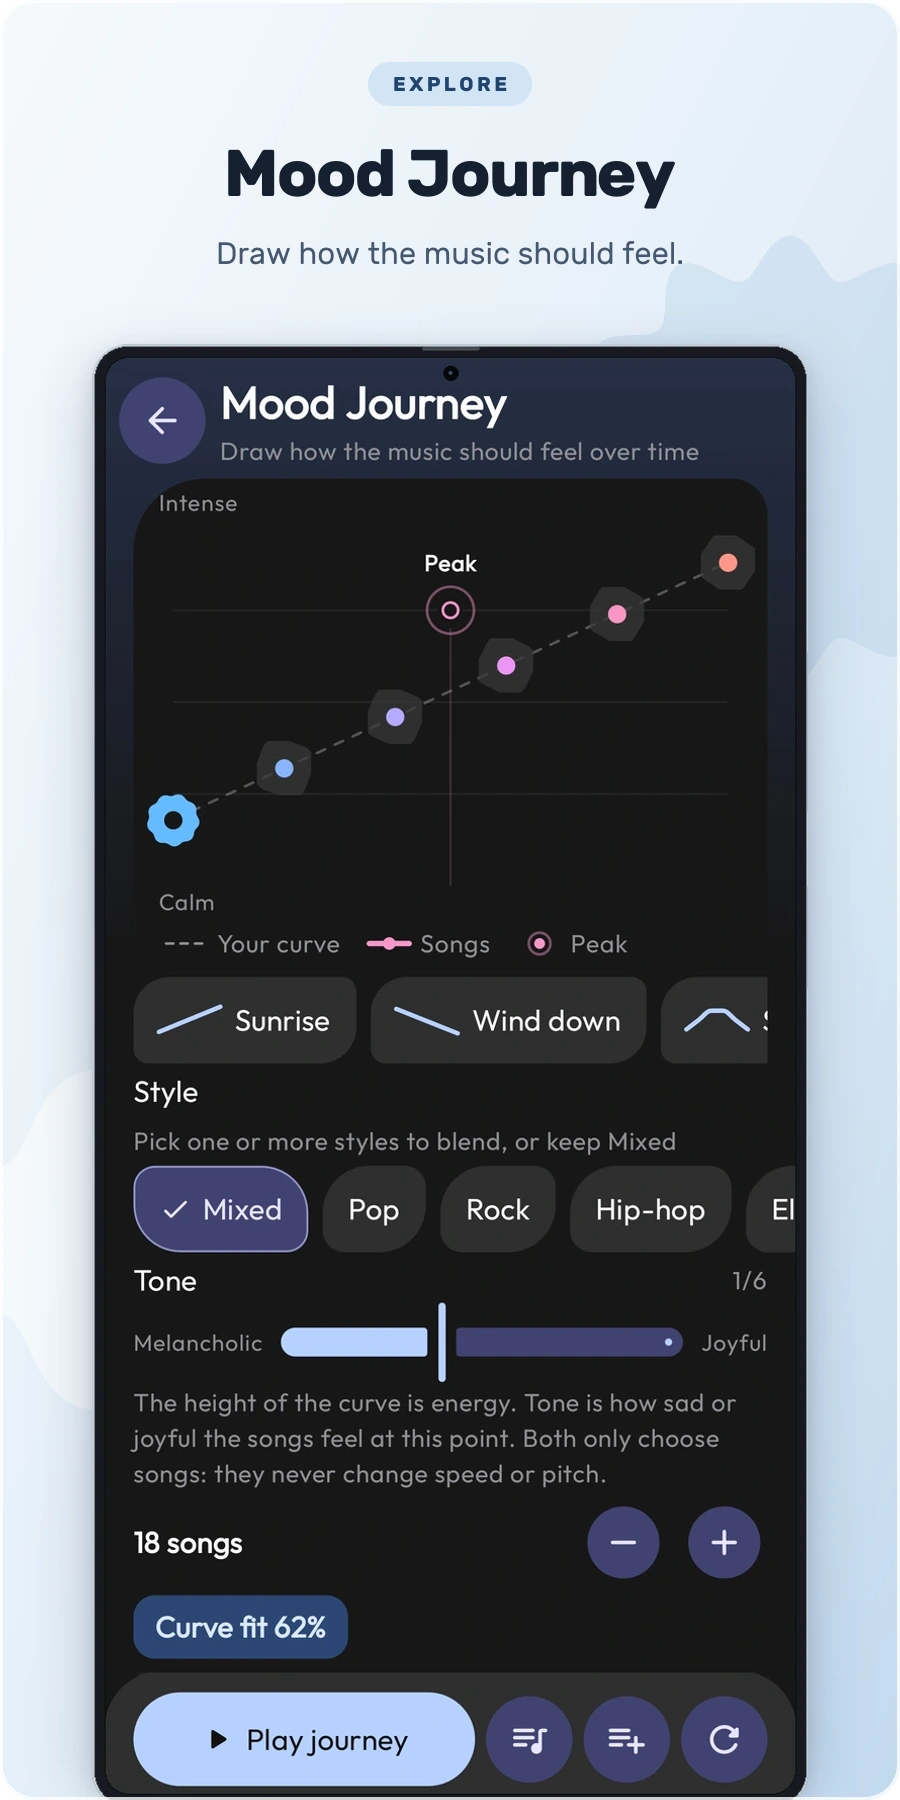 EXPLORE
Mood Journey
Draw how the music should feel.
Mood Journey
Draw how the music should feel over time
Intense
Peak
Calm
Your curve
Songs
Peak
Sunrise
Wind down
Style
Pick one or more styles to blend, or keep Mixed
Mixed
Pop
Rock
Hip-hop
El
Tone
1/6
Melancholic
Joyful
The height of the curve is energy. Tone is how sad or
joyful the songs feel at this point. Both only choose
songs: they never change speed or pitch.
18 songs
Curve fit 62%
Play journey